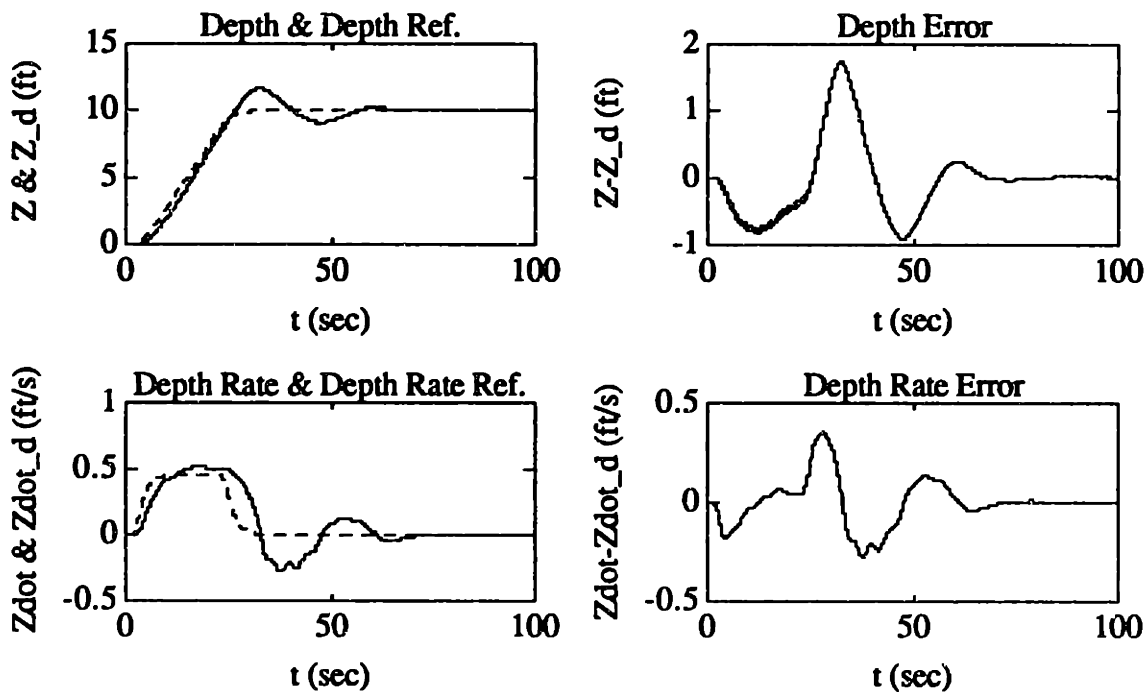 Depth & Depth Ref.
15
10
5
0
Z & Z_d (ft)
0 50 100
t (sec)
Depth Error
2
1
0
-1
Z-Z_d (ft)
0 50 100
t (sec)
Depth Rate & Depth Rate Ref.
1
0.5
0
-0.5
Zdot & Zdot_d (ft/s)
0 50 100
t (sec)
Depth Rate Error
0.5
0
-0.5
Zdot-Zdot_d (ft/s)
0 50 100
t (sec)